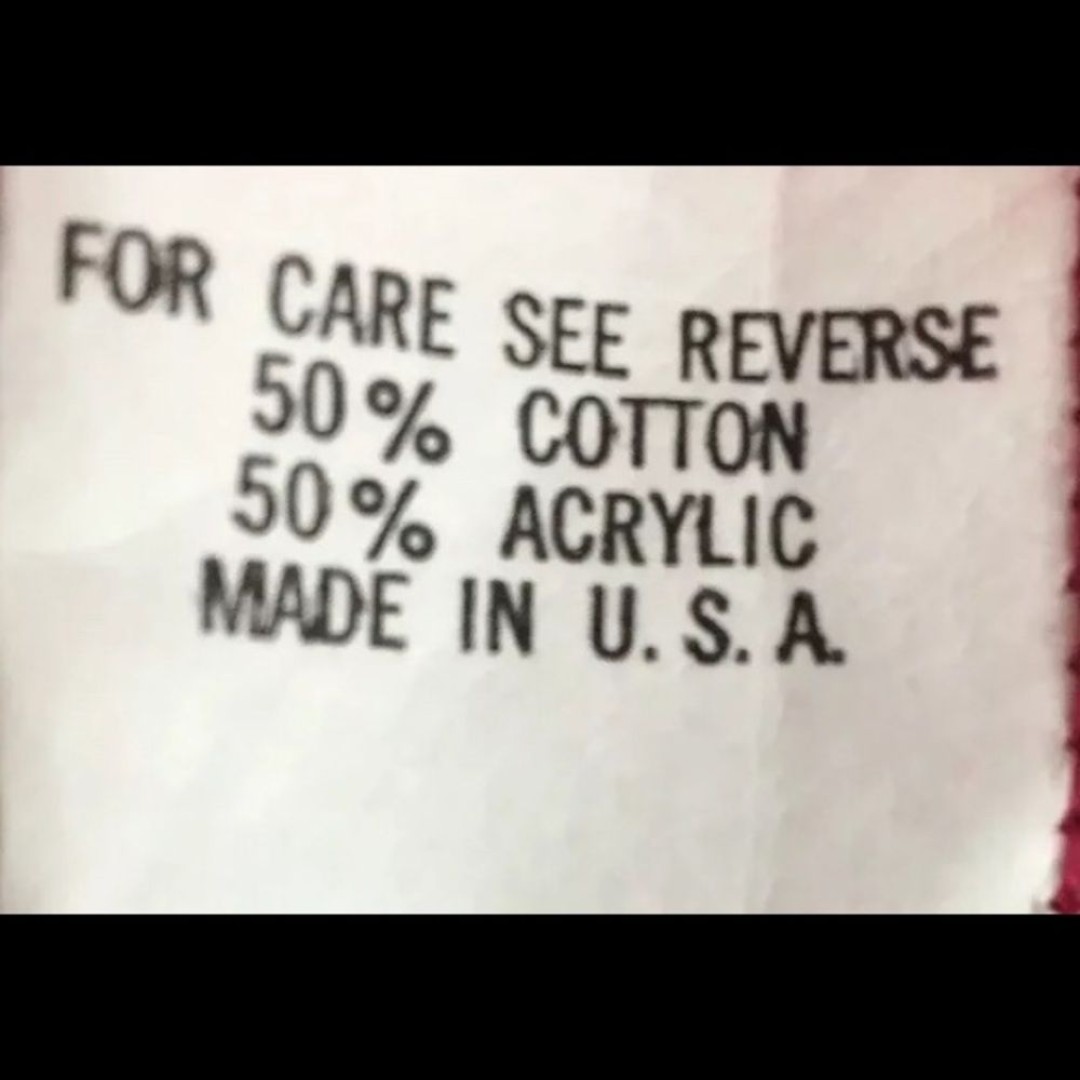 FOR CARE SEE REVERSE
50% COTTON
50% ACRYLIC
MADE IN U.S.A.